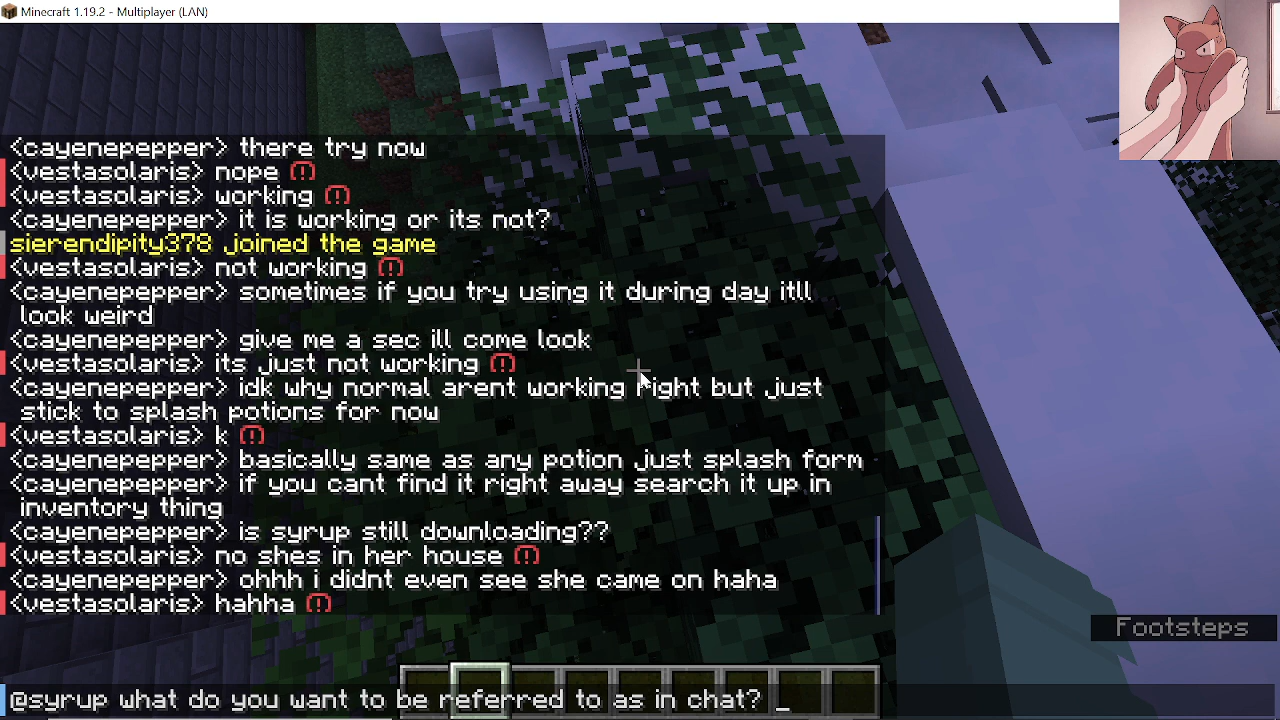 Minecraft 1.19.2 - Multiplayer (LAN)
<cayenepepper> there try now
<vestasolaris> nope (!)
<vestasolaris> working (!)
<cayenepepper> it is working or its not?
sierendipity378 joined the game
<vestasolaris> not working (!)
<cayenepepper> sometimes if you try using it during day itll
look weird
<cayenepepper> give me a sec ill come look
<vestasolaris> its just not working (!)
<cayenepepper> idk why normal arent working right but just
stick to splash potions for now
<vestasolaris> k (!)
<cayenepepper> basically same as any potion just splash form
<cayenepepper> if you cant find it right away search it up in
inventory thing
<cayenepepper> is syrup still downloading??
<vestasolaris> no shes in her house (!)
<cayenepepper> ohhh i didnt even see she came on haha
<vestasolaris> hahha (!)
Footsteps
@syrup what do you want to be referred to as in chat? _